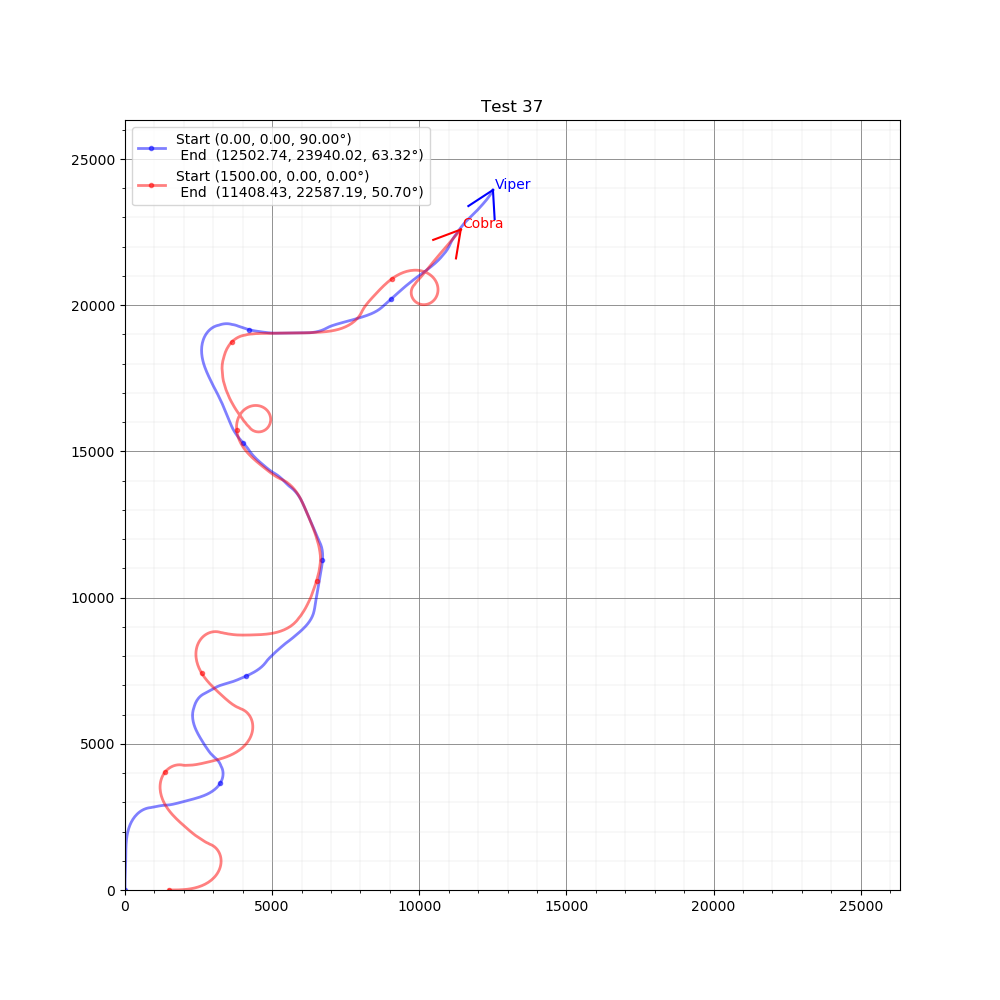 Test 37
Start (0.00, 0.00, 90.00°)
End  (12502.74, 23940.02, 63.32°)
Start (1500.00, 0.00, 0.00°)
End  (11408.43, 22587.19, 50.70°)
Viper
Cobra
25000
20000
15000
10000
5000
0
0 5000 10000 15000 20000 25000